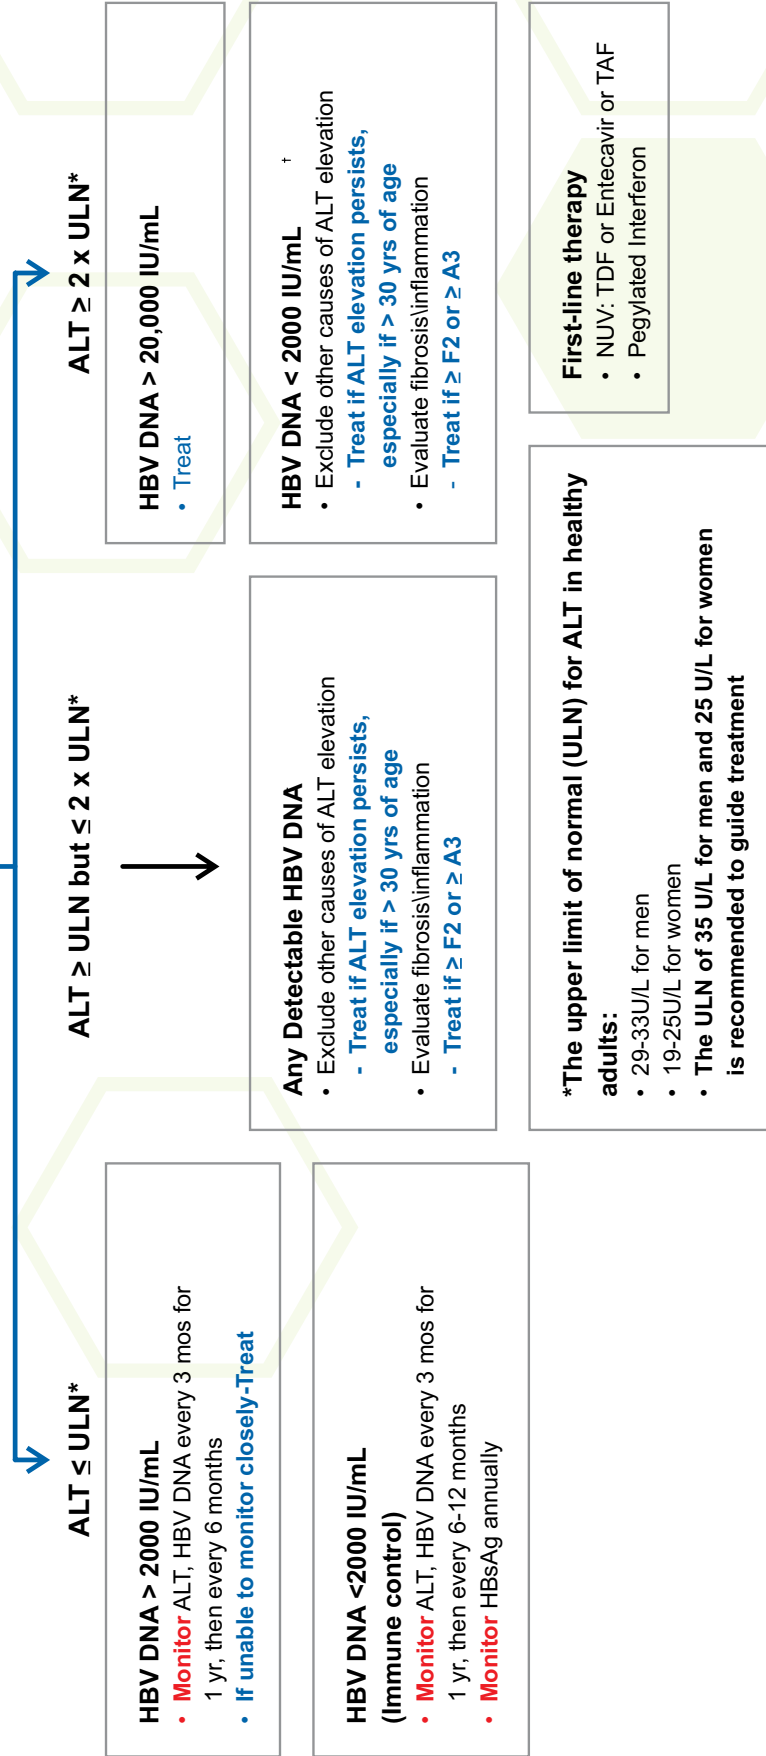 ALT ≤ ULN*
HBV DNA > 2000 IU/mL
• Monitor ALT, HBV DNA every 3 mos for
1 yr, then every 6 months
• If unable to monitor closely-Treat
HBV DNA <2000 IU/mL
(Immune control)
• Monitor ALT, HBV DNA every 3 mos for
1 yr, then every 6-12 months
• Monitor HBsAg annually
ALT ≥ ULN but ≤ 2 x ULN*
Any Detectable HBV DNA
• Exclude other causes of ALT elevation
- Treat if ALT elevation persists,
especially if > 30 yrs of age
• Evaluate fibrosis\inflammation
- Treat if ≥ F2 or ≥ A3
ALT ≥ 2 x ULN*
HBV DNA > 20,000 IU/mL
• Treat
HBV DNA < 2000 IU/mL †
• Exclude other causes of ALT elevation
- Treat if ALT elevation persists,
especially if > 30 yrs of age
• Evaluate fibrosis\inflammation
- Treat if ≥ F2 or ≥ A3
*The upper limit of normal (ULN) for ALT in healthy
adults:
• 29-33U/L for men
• 19-25U/L for women
• The ULN of 35 U/L for men and 25 U/L for women
is recommended to guide treatment
First-line therapy
• NUV: TDF or Entecavir or TAF
• Pegylated Interferon